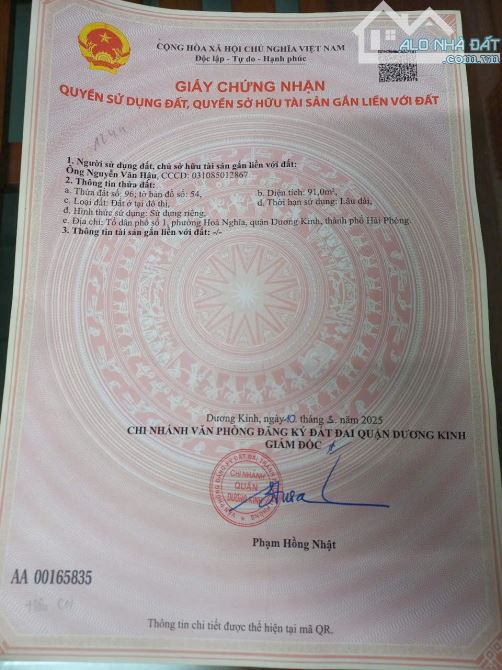 CỘNG HÒA XÃ HỘI CHỦ NGHĨA VIỆT NAM
Độc lập - Tự do - Hạnh phúc
ALO NHÀ ĐẤT
.com.vn
GIẤY CHỨNG NHẬN
QUYỀN SỬ DỤNG ĐẤT, QUYỀN SỞ HỮU TÀI SẢN GẮN LIỀN VỚI ĐẤT
1. Người sử dụng đất, chủ sở hữu tài sản gắn liền với đất:
Ông Nguyễn Văn Hậu, CCCD: 031085012867
2. Thông tin thửa đất:
a. Thửa đất số: 96; tờ bản đồ số: 54, b. Diện tích: 91,0m²,
c. Loại đất: Đất ở tại đô thị, d. Thời hạn sử dụng: Lâu dài,
đ. Hình thức sử dụng: Sử dụng riêng,
e. Địa chỉ: Tổ dân phố số 1, phường Hoà Nghĩa, quận Dương Kinh, thành phố Hải Phòng.
3. Thông tin tài sản gắn liền với đất: -/-
Dương Kinh, ngày 10 tháng 3 năm 2025
CHI NHÁNH VĂN PHÒNG ĐĂNG KÝ ĐẤT ĐAI QUẬN DƯƠNG KINH
GIÁM ĐỐC
CHI NHÁNH
QUẬN
DƯƠNG KINH
Phạm Hồng Nhật
AA 00165835
Thông tin chi tiết được thể hiện tại mã QR.